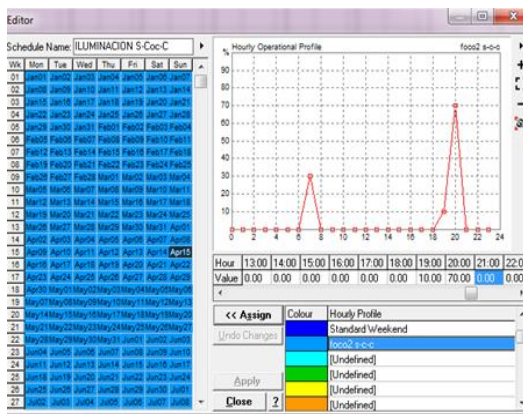 Editor
Schedule Name: ILUMINACION S-Coc-C
Wk Mon Tue Wed Thu Fri Sat Sun
01 Jan01 Jan02 Jan03 Jan04 Jan05 Jan06 Jan07
02 Jan08 Jan09 Jan10 Jan11 Jan12 Jan13 Jan14
03 Jan15 Jan16 Jan17 Jan18 Jan19 Jan20 Jan21
04 Jan22 Jan23 Jan24 Jan25 Jan26 Jan27 Jan28
05 Jan29 Jan30 Jan31 Feb01 Feb02 Feb03 Feb04
06 Feb05 Feb06 Feb07 Feb08 Feb09 Feb10 Feb11
07 Feb12 Feb13 Feb14 Feb15 Feb16 Feb17 Feb18
08 Feb19 Feb20 Feb21 Feb22 Feb23 Feb24 Feb25
09 Feb26 Feb27 Feb28 Mar01 Mar02 Mar03 Mar04
10 Mar05 Mar06 Mar07 Mar08 Mar09 Mar10 Mar11
11 Mar12 Mar13 Mar14 Mar15 Mar16 Mar17 Mar18
12 Mar19 Mar20 Mar21 Mar22 Mar23 Mar24 Mar25
13 Mar26 Mar27 Mar28 Mar29 Mar30 Mar31 Apr01
14 Apr02 Apr03 Apr04 Apr05 Apr06 Apr07 Apr08
15 Apr09 Apr10 Apr11 Apr12 Apr13 Apr14 Apr15
16 Apr16 Apr17 Apr18 Apr19 Apr20 Apr21 Apr22
17 Apr23 Apr24 Apr25 Apr26 Apr27 Apr28 Apr29
18 Apr30 May01 May02 May03 May04 May05 May06
19 May07 May08 May09 May10 May11 May12 May13
20 May14 May15 May16 May17 May18 May19 May20
21 May21 May22 May23 May24 May25 May26 May27
22 May28 May29 May30 May31 Jun01 Jun02 Jun03
23 Jun04 Jun05 Jun06 Jun07 Jun08 Jun09 Jun10
24 Jun11 Jun12 Jun13 Jun14 Jun15 Jun16 Jun17
25 Jun18 Jun19 Jun20 Jun21 Jun22 Jun23 Jun24
26 Jun25 Jun26 Jun27 Jun28 Jun29 Jun30 Jul01
27 Jul02 Jul03 Jul04 Jul05 Jul06 Jul07 Jul08
% Hourly Operational Profile foco2 s-c-c
90
80
70
60
50
40
30
20
10
0 2 4 6 8 10 12 14 16 18 20 22 24
Hour 13:00 14:00 15:00 16:00 17:00 18:00 19:00 20:00 21:00 22:0
Value 0.00 0.00 0.00 0.00 0.00 0.00 10.00 70.00 0.00 0.00
<< Assign
Undo Changes
Apply
Close ?
Colour Hourly Profile
Standard Weekend
foco2 s-c-c
[Undefined]
[Undefined]
[Undefined]
[Undefined]